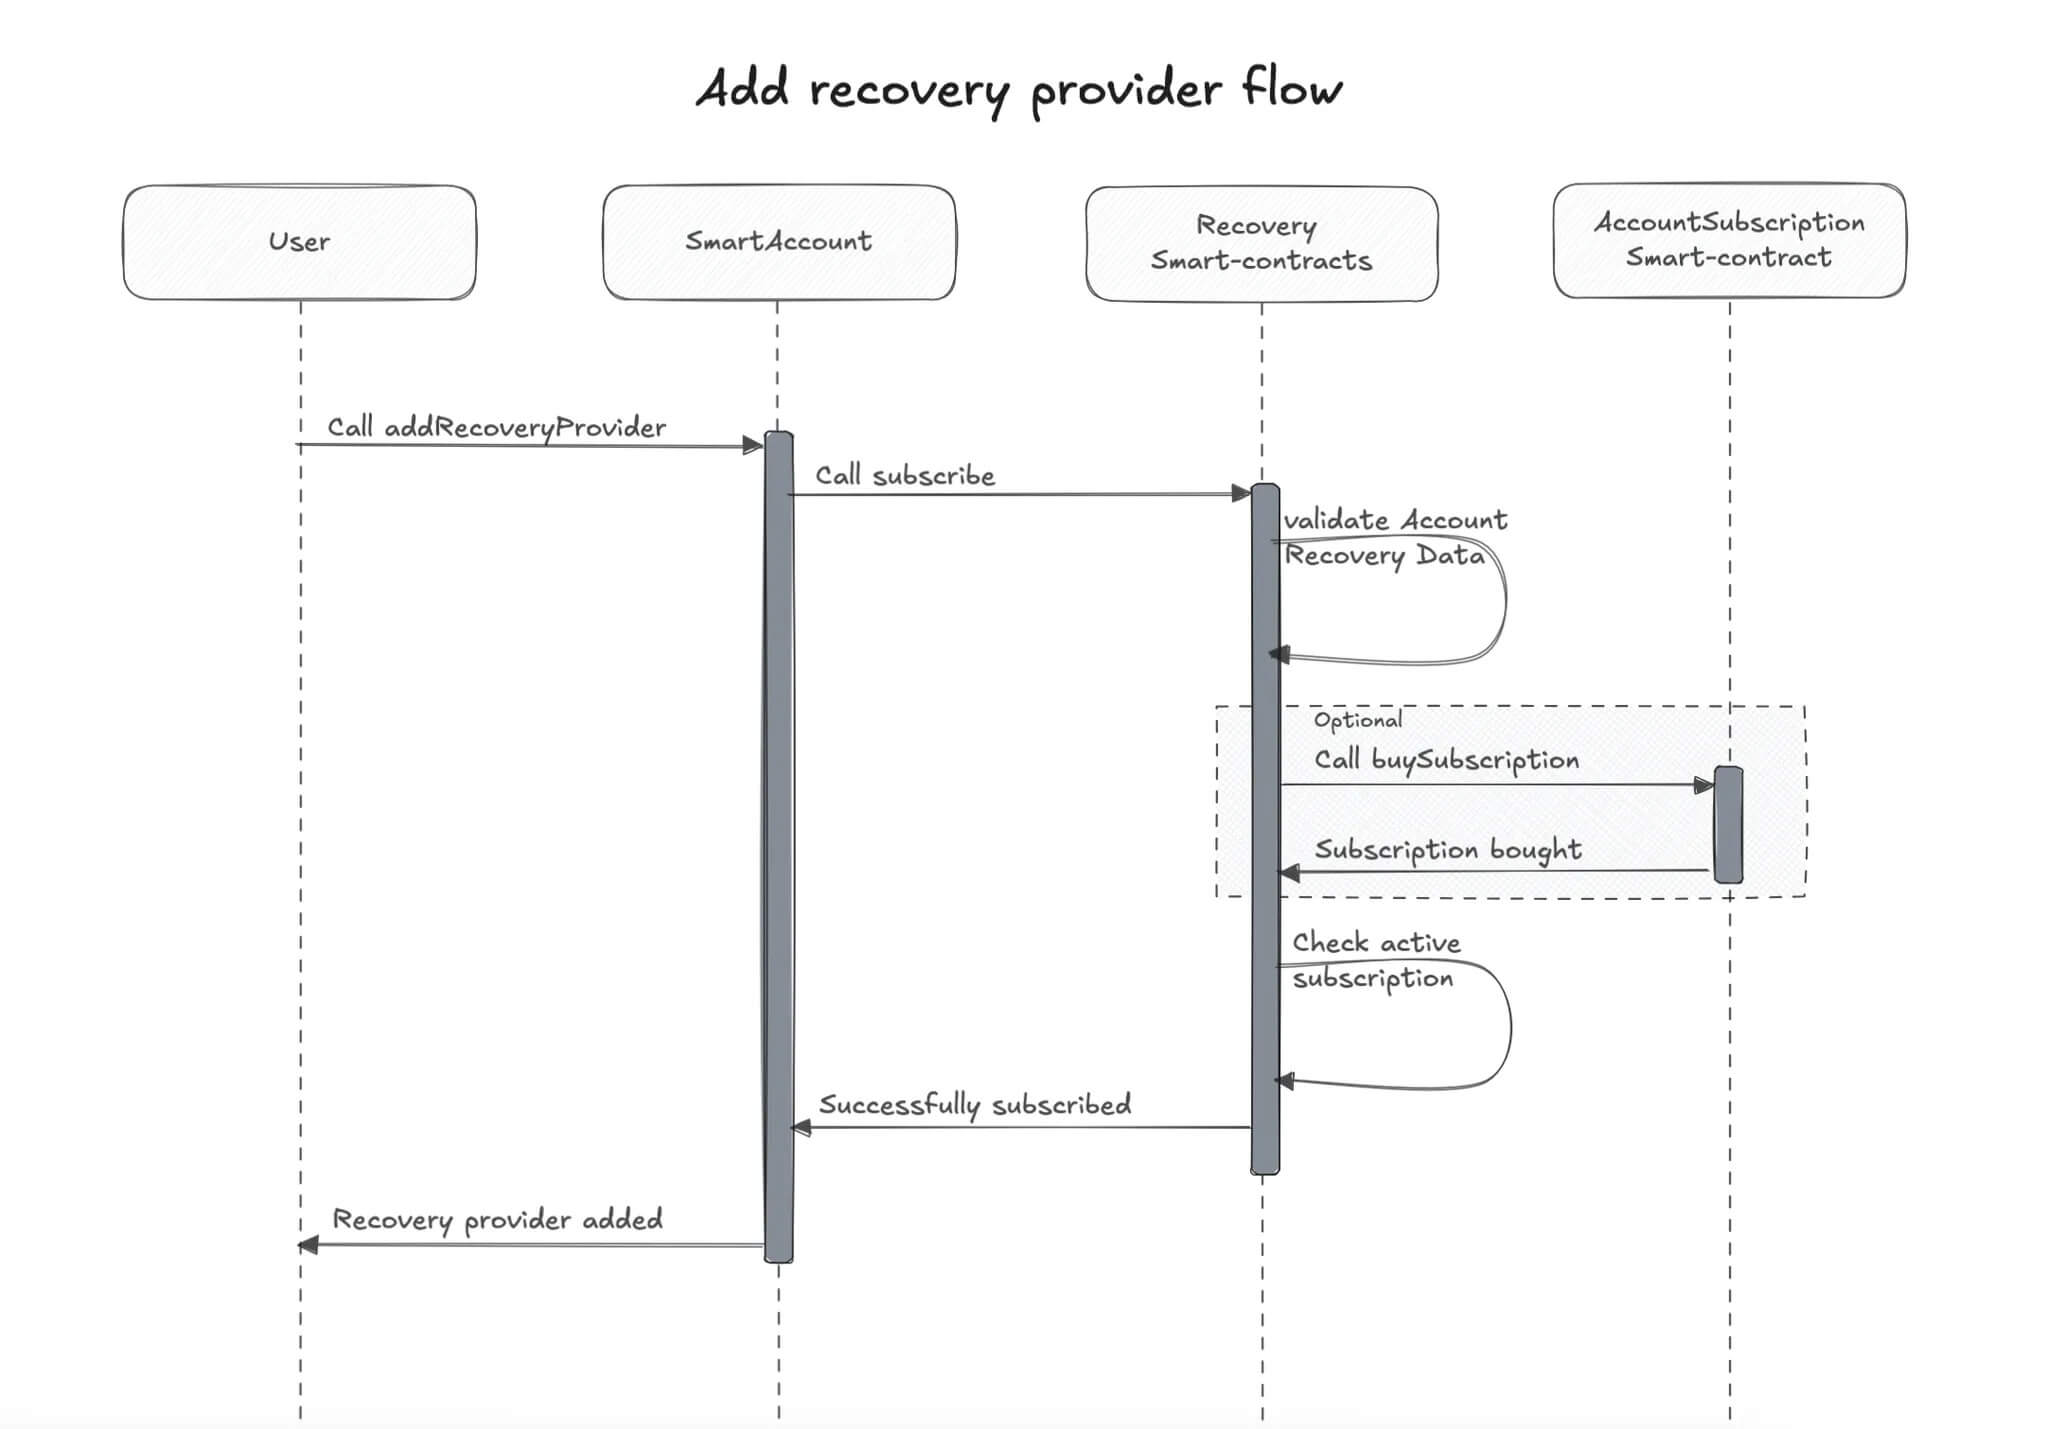 Add recovery provider flow
User
SmartAccount
Recovery
Smart-contracts
AccountSubscription
Smart-contract
Call addRecoveryProvider
Call subscribe
validate Account
Recovery Data
Optional
Call buySubscription
Subscription bought
Check active
subscription
Successfully subscribed
Recovery provider added